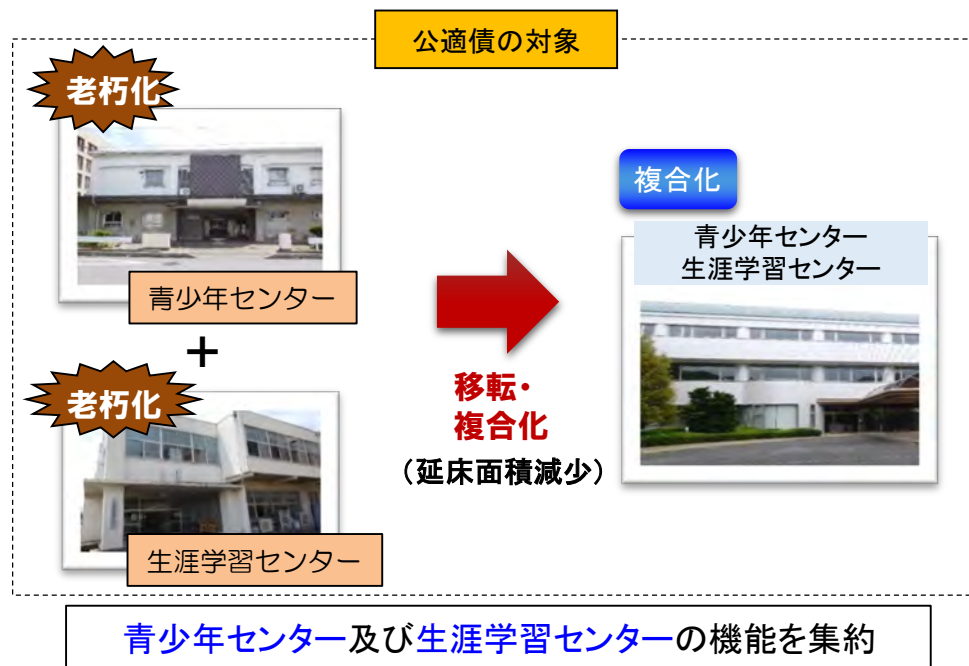 公適債の対象
老朽化
青少年センター
+
老朽化
生涯学習センター
移転・
複合化
（延床面積減少）
複合化
青少年センター
生涯学習センター
青少年センター及び生涯学習センターの機能を集約